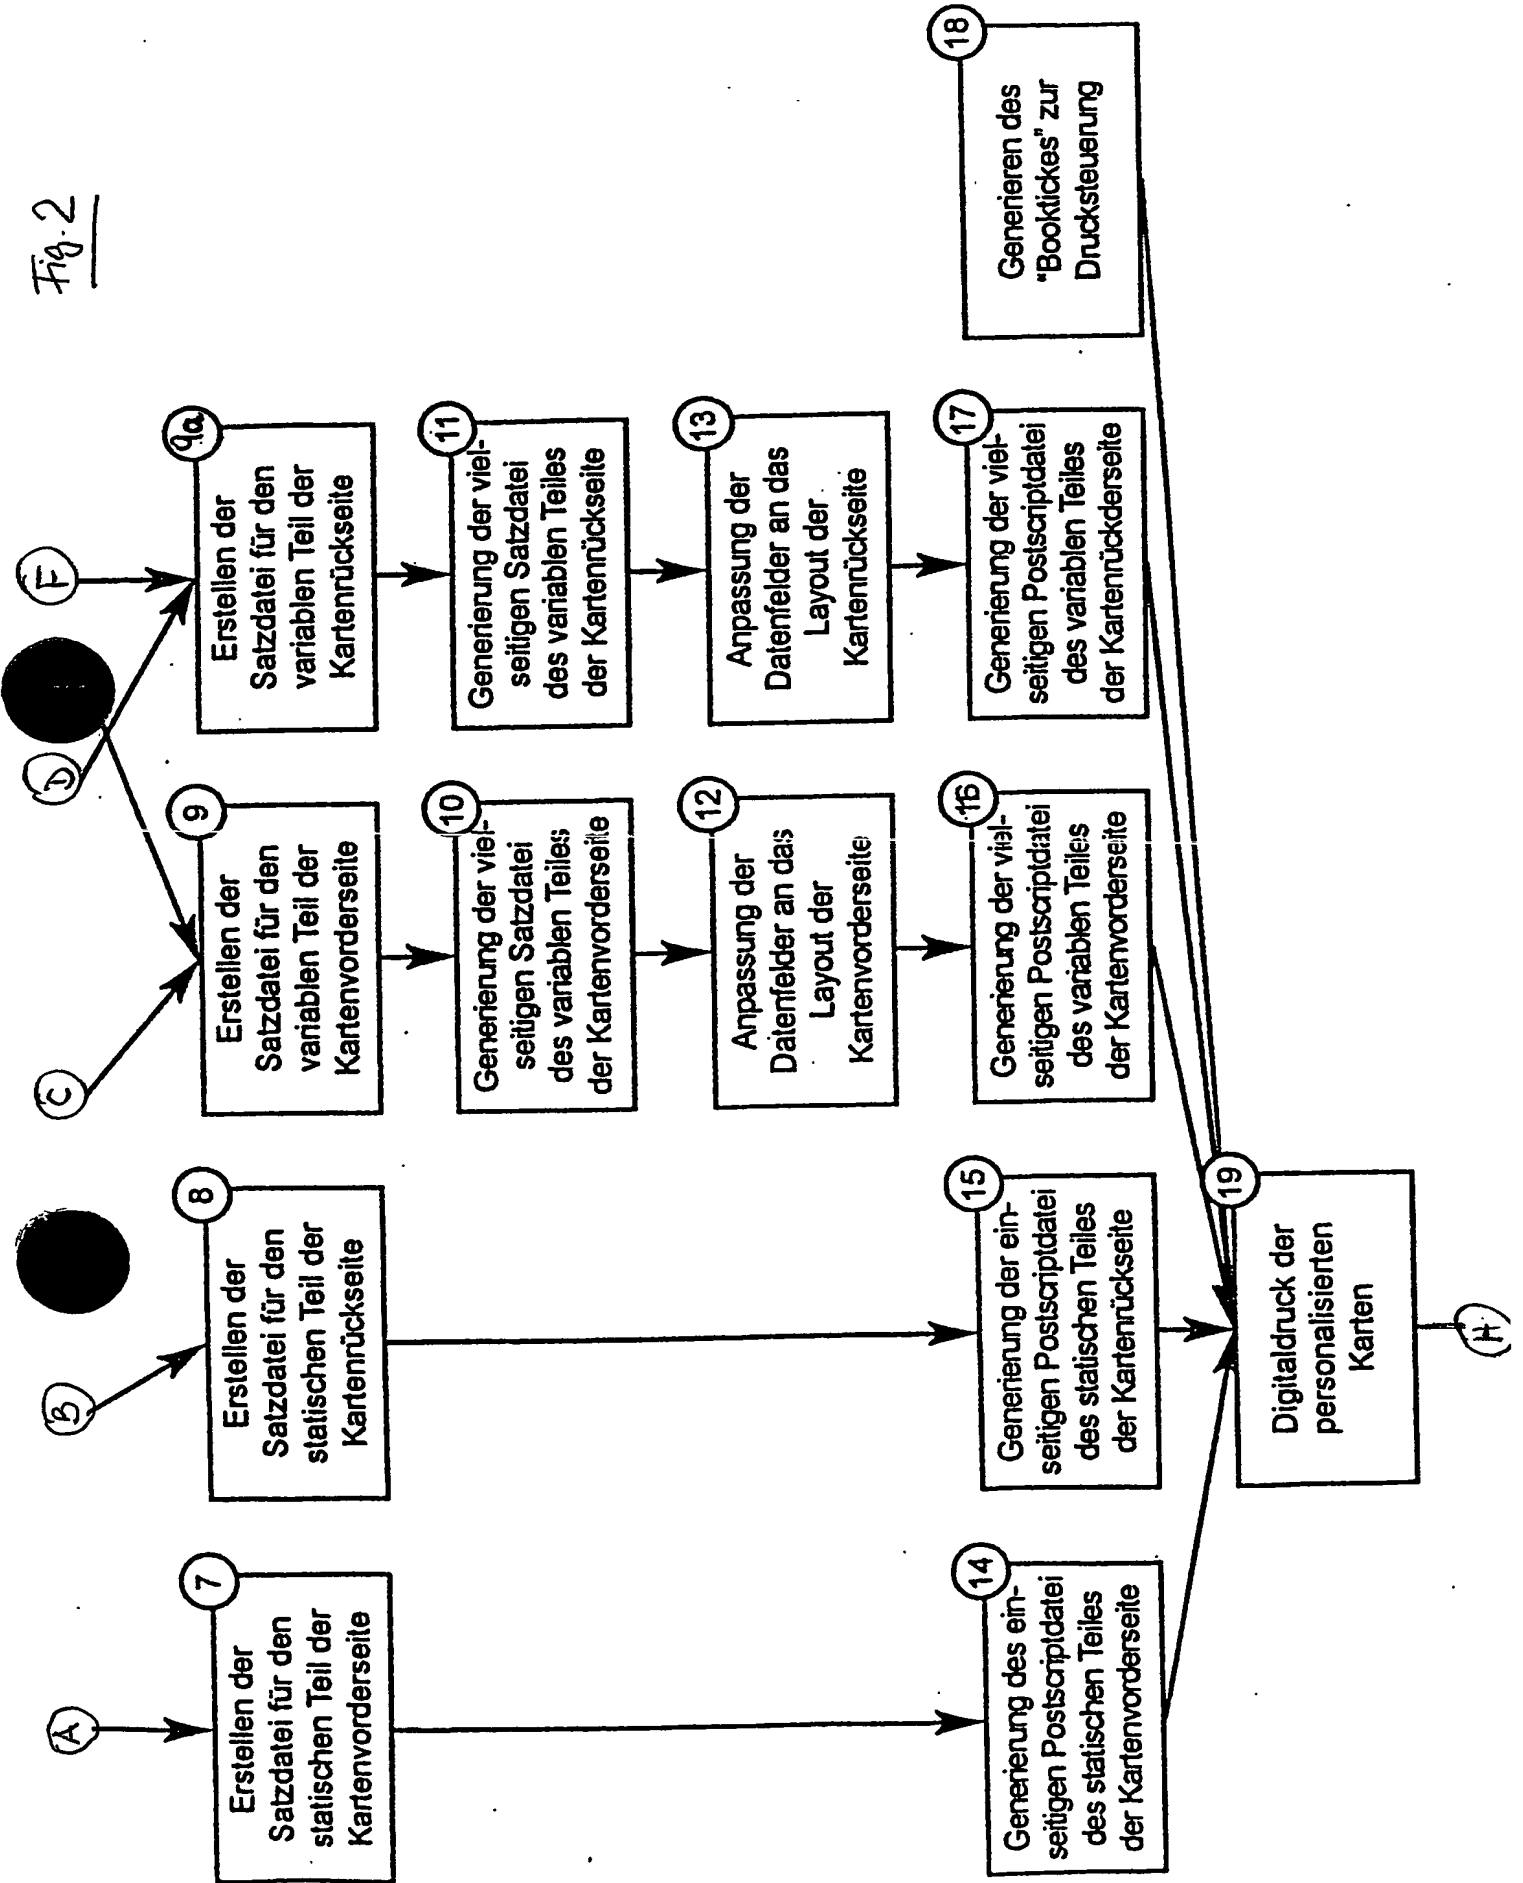 Fig. 2
A
B
C
D
F
7
Erstellen der
Satzdatei für den
statischen Teil der
Kartenvorderseite
8
Erstellen der
Satzdatei für den
statischen Teil der
Kartenrückseite
9
Erstellen der
Satzdatei für den
variablen Teil der
Kartenvorderseite
9a
Erstellen der
Satzdatei für den
variablen Teil der
Kartenrückseite
10
Generierung der viel-
seitigen Satzdatei
des variablen Teiles
der Kartenvorderseite
11
Generierung der viel-
seitigen Satzdatei
des variablen Teiles
der Kartenrückseite
12
Anpassung der
Datenfelder an das
Layout der
Kartenvorderseite
13
Anpassung der
Datenfelder an das
Layout der
Kartenrückseite
14
Generierung des ein-
seitigen Postscriptdatei
des statischen Teiles
der Kartenvorderseite
15
Generierung der ein-
seitigen Postscriptdatei
des statischen Teiles
der Kartenrückseite
16
Generierung der viel-
seitigen Postscriptdatei
des variablen Teiles
der Kartenvorderseite
17
Generierung der viel-
seitigen Postscriptdatei
des variablen Teiles
der Kartenrückderseite
18
Generieren des
"Booktickes" zur
Drucksteuerung
19
Digitaldruck der
personalisierten
Karten
H